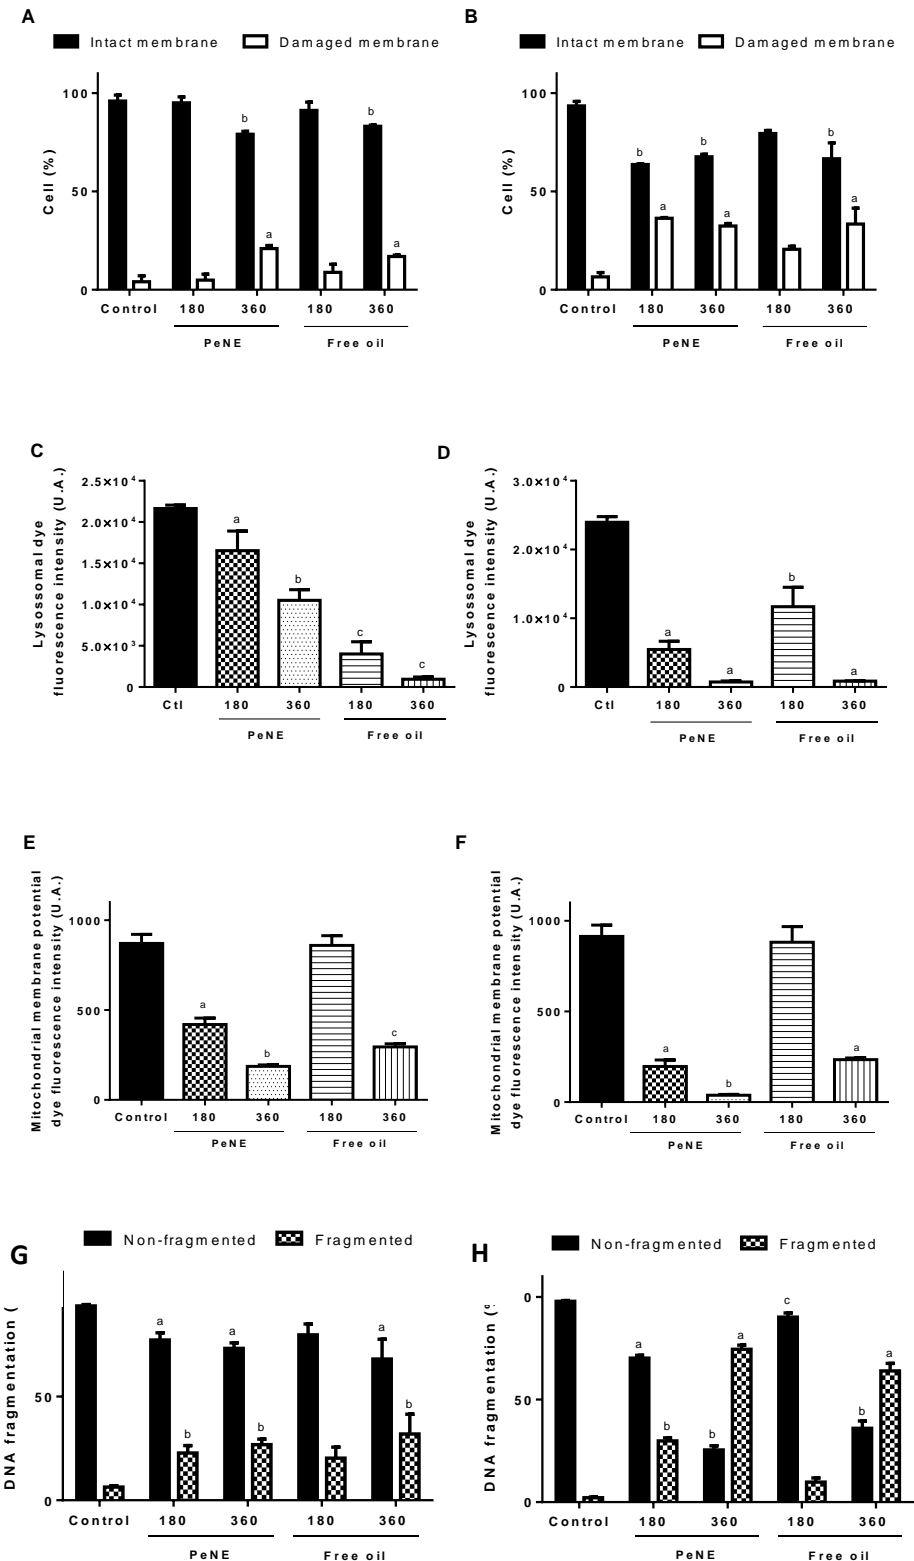 A
Intact membrane Damaged membrane
Cell (%)
100
50
0
b
a
b
a
Control 180 360 180 360
PeNE Free oil
B
Intact membrane Damaged membrane
Cell (%)
100
50
0
b
a
b
a
b
a
Control 180 360 180 360
PeNE Free oil
C
Lysossomal dye
fluorescence intensity (U.A.)
2.5×10⁴
2.0×10⁴
1.5×10⁴
1.0×10⁴
5.0×10³
0
a
b
c
c
Ctl 180 360 180 360
PeNE Free oil
D
Lysossomal dye
fluorescence intensity (U.A.)
3.0×10⁴
2.0×10⁴
1.0×10⁴
0
a
a
b
a
Ctl 180 360 180 360
PeNE Free oil
E
Mitochondrial membrane potential
dye fluorescence intensity (U.A.)
1000
500
0
a
b
c
Control 180 360 180 360
PeNE Free oil
F
Mitochondrial membrane potential
dye fluorescence intensity (U.A.)
1000
500
0
a
b
a
Control 180 360 180 360
PeNE Free oil
G
Non-fragmented Fragmented
DNA fragmentation (
50
0
a
b
a
b
a
b
Control 180 360 180 360
PeNE Free oil
H
Non-fragmented Fragmented
DNA fragmentation (
0
50
0
a
b
b
a
c
b
a
Control 180 360 180 360
PeNE Free oil